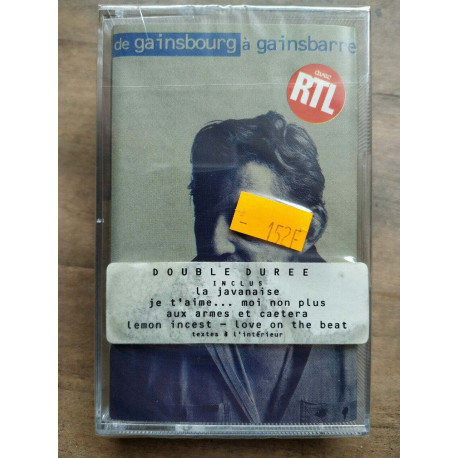 de gainsbourg à gainsbarre
RTL
152F
DOUBLE DUREE
INCLUS
la javanaise
je t'aime... moi non plus
aux armes et caetera
lemon incest - love on the beat
textes à l'intérieur